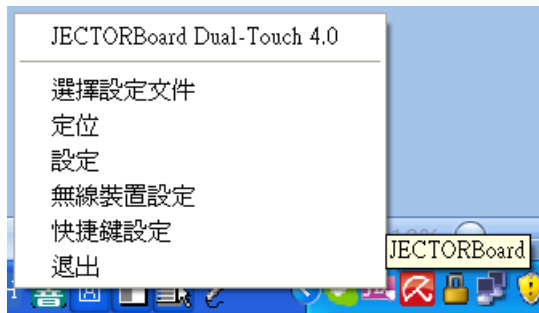 JECTORBoard Dual-Touch 4.0
選擇設定文件
定位
設定
無線裝置設定
快捷鍵設定
退出
JECTORBoard